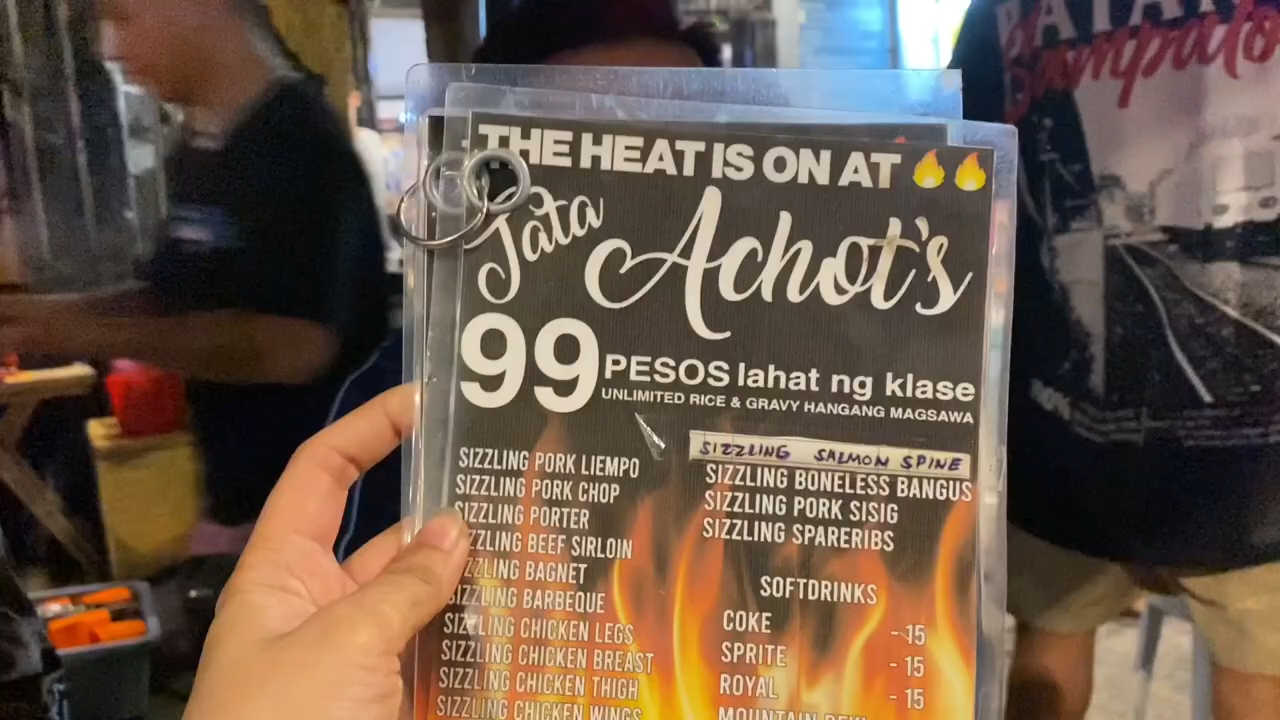 THE HEAT IS ON AT 🔥🔥
Tata Achot's
99 PESOS lahat ng klase
UNLIMITED RICE & GRAVY HANGANG MAGSAWA
SIZZLING PORK LIEMPO
SIZZLING PORK CHOP
SIZZLING PORTER
SIZZLING BEEF SIRLOIN
SIZZLING BAGNET
SIZZLING BARBEQUE
SIZZLING CHICKEN LEGS
SIZZLING CHICKEN BREAST
SIZZLING CHICKEN THIGH
SIZZLING CHICKEN WINGS
SIZZLING SALMON SPINE
SIZZLING BONELESS BANGUS
SIZZLING PORK SISIG
SIZZLING SPARERIBS
SOFTDRINKS
COKE - 15
SPRITE - 15
ROYAL - 15
MOUNTAIN DEW